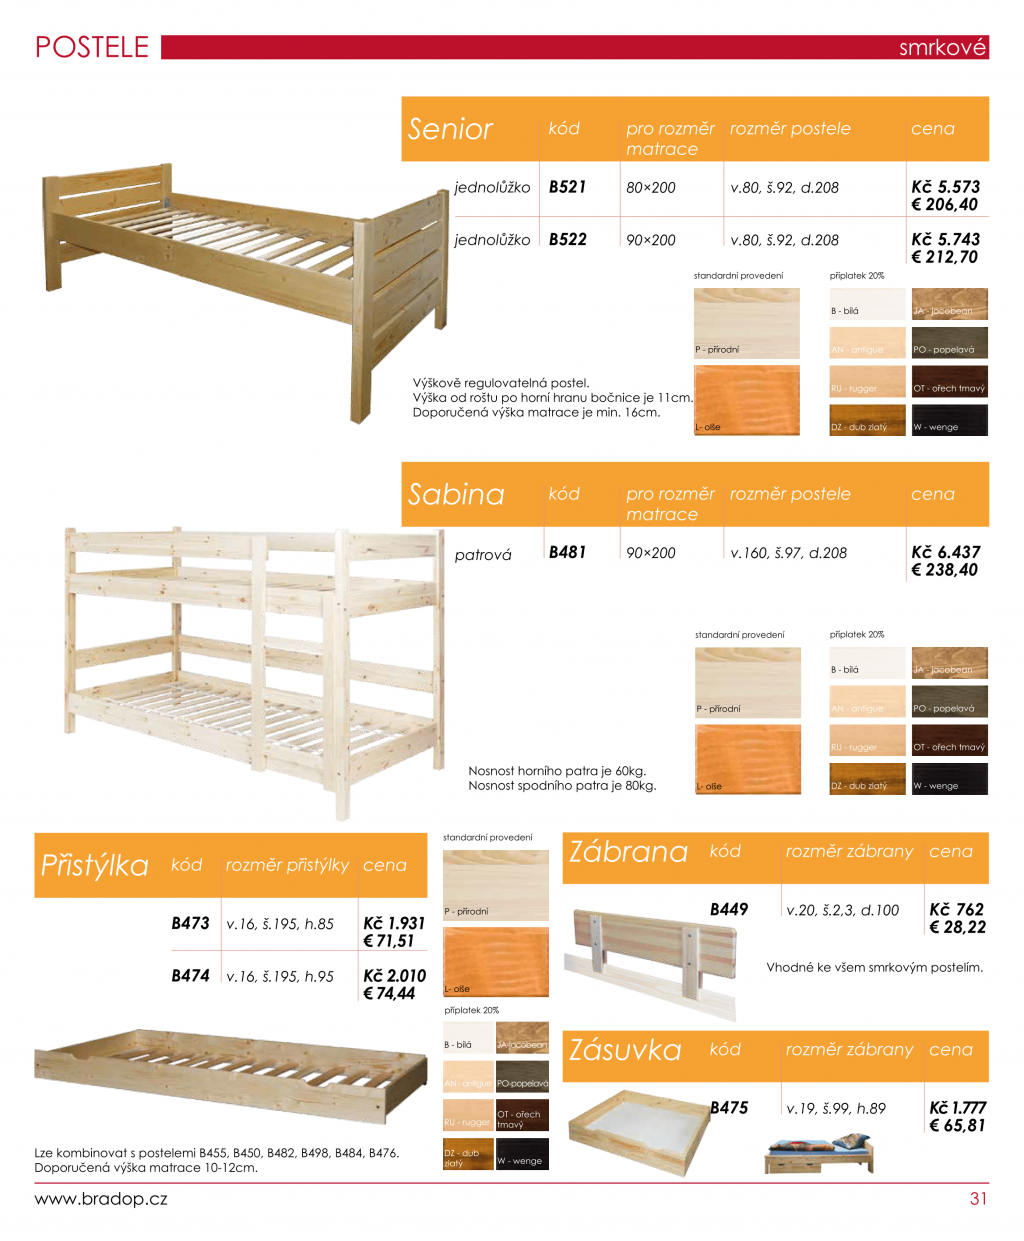 POSTELE
smrkové
Senior kód pro rozměr rozměr postele cena
matrace
jednolůžko B521 80×200 v.80, š.92, d.208 Kč 5.573
€ 206,40
jednolůžko B522 90×200 v.80, š.92, d.208 Kč 5.743
€ 212,70
standardní provedení
příplatek 20%
B - bílá
JA - jacobean
P - přírodní
AN - antique
PO - popelavá
RU - rugger
OT - ořech tmavý
L- olše
DZ - dub zlatý
W - wenge
Výškově regulovatelná postel.
Výška od roštu po horní hranu bočnice je 11cm.
Doporučená výška matrace je min. 16cm.
Sabina kód pro rozměr rozměr postele cena
matrace
patrová B481 90×200 v.160, š.97, d.208 Kč 6.437
€ 238,40
standardní provedení
příplatek 20%
B - bílá
JA - jacobean
P - přírodní
AN - antique
PO - popelavá
RU - rugger
OT - ořech tmavý
L- olše
DZ - dub zlatý
W - wenge
Nosnost horního patra je 60kg.
Nosnost spodního patra je 80kg.
Přistýlka kód rozměr přistýlky cena
B473 v.16, š.195, h.85 Kč 1.931
€ 71,51
B474 v.16, š.195, h.95 Kč 2.010
€ 74,44
standardní provedení
P - přírodní
L- olše
příplatek 20%
B - bílá
JA-jacobean
AN - antique
PO-popelavá
RU - rugger
OT - ořech
tmavý
DZ - dub
zlatý
W - wenge
Lze kombinovat s postelemi B455, B450, B482, B498, B484, B476.
Doporučená výška matrace 10-12cm.
Zábrana kód rozměr zábrany cena
B449 v.20, š.2,3, d.100 Kč 762
€ 28,22
Vhodné ke všem smrkovým postelím.
Zásuvka kód rozměr zábrany cena
B475 v.19, š.99, h.89 Kč 1.777
€ 65,81
www.bradop.cz
31